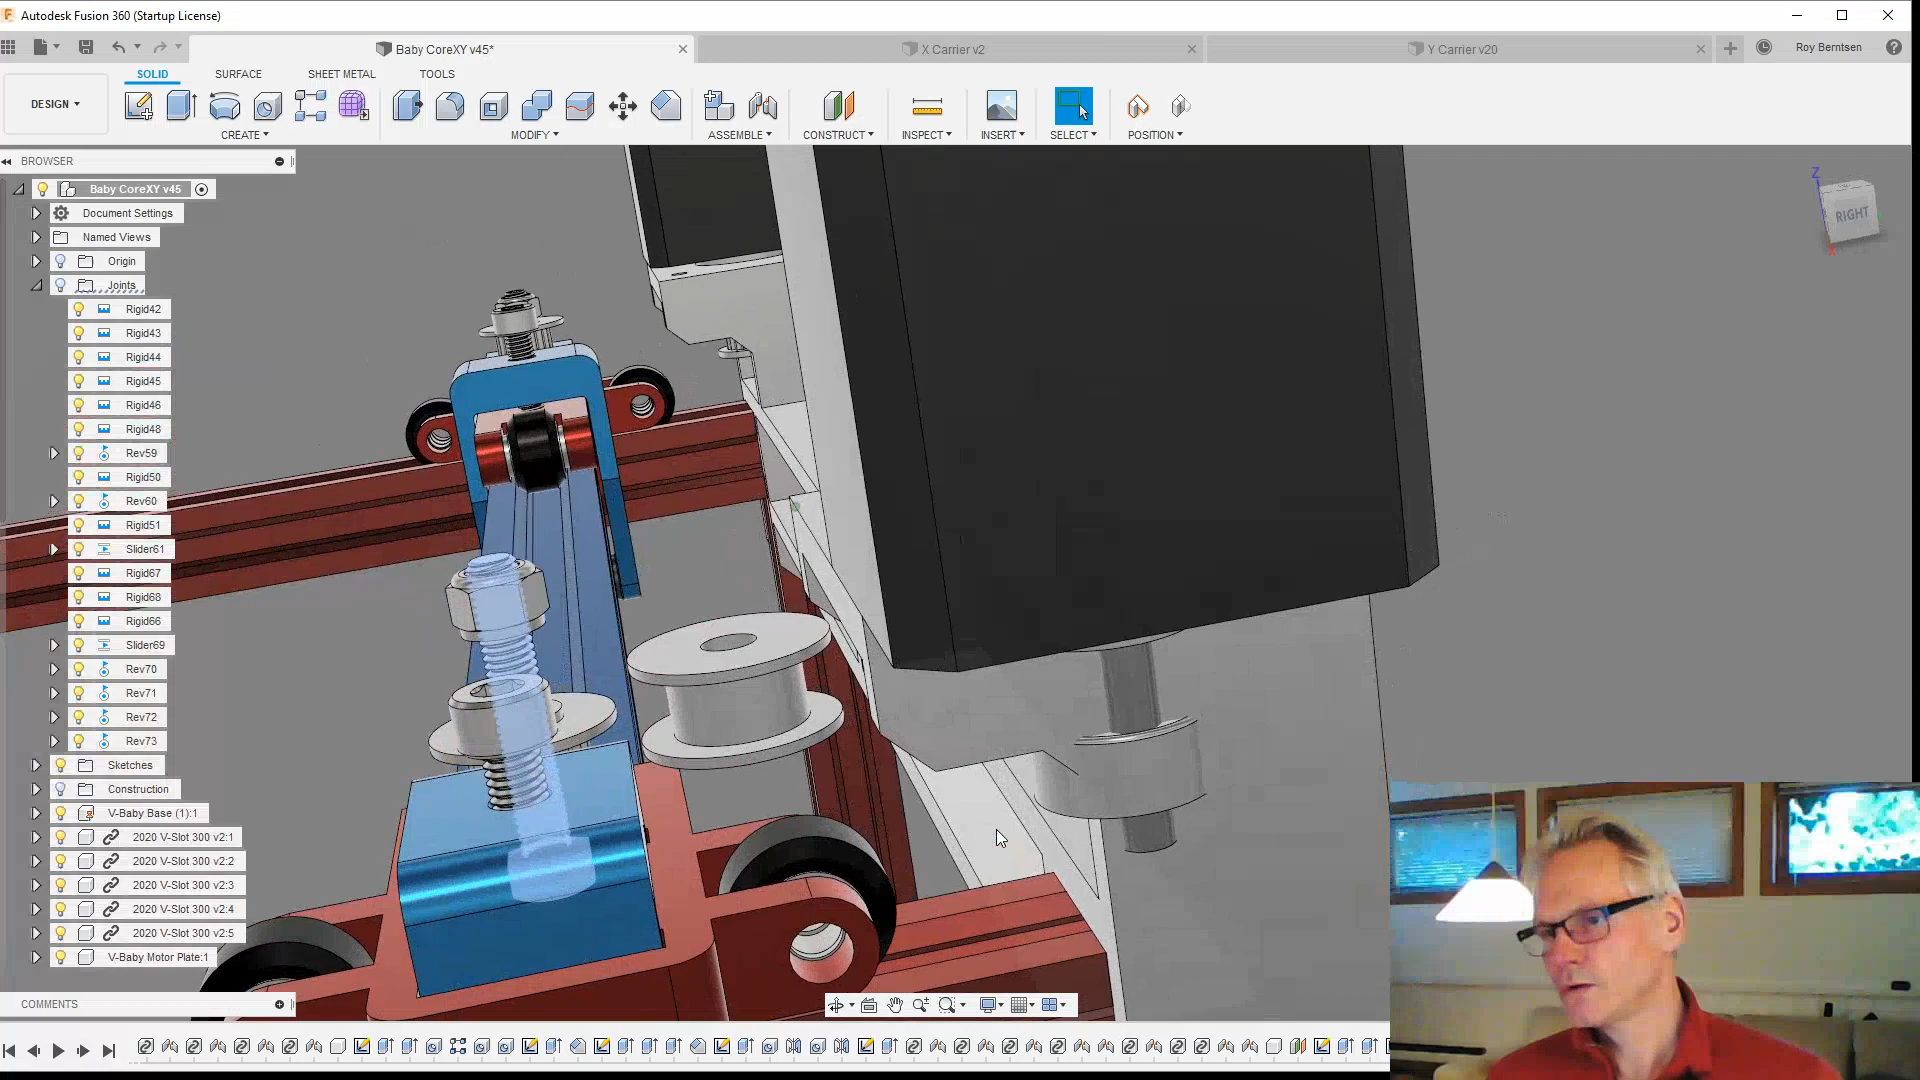 Autodesk Fusion 360 (Startup License)
Baby CoreXY v45*
X Carrier v2
Y Carrier v20
Roy Berntsen
DESIGN
SOLID
SURFACE
SHEET METAL
TOOLS
CREATE
MODIFY
ASSEMBLE
CONSTRUCT
INSPECT
INSERT
SELECT
POSITION
BROWSER
Baby CoreXY v45
Document Settings
Named Views
Origin
Joints
Rigid42
Rigid43
Rigid44
Rigid45
Rigid46
Rigid48
Rev59
Rigid50
Rev60
Rigid51
Slider61
Rigid67
Rigid68
Rigid66
Slider69
Rev70
Rev71
Rev72
Rev73
Sketches
Construction
V-Baby Base (1):1
2020 V-Slot 300 v2:1
2020 V-Slot 300 v2:2
2020 V-Slot 300 v2:3
2020 V-Slot 300 v2:4
2020 V-Slot 300 v2:5
V-Baby Motor Plate:1
COMMENTS
Z
RIGHT
X